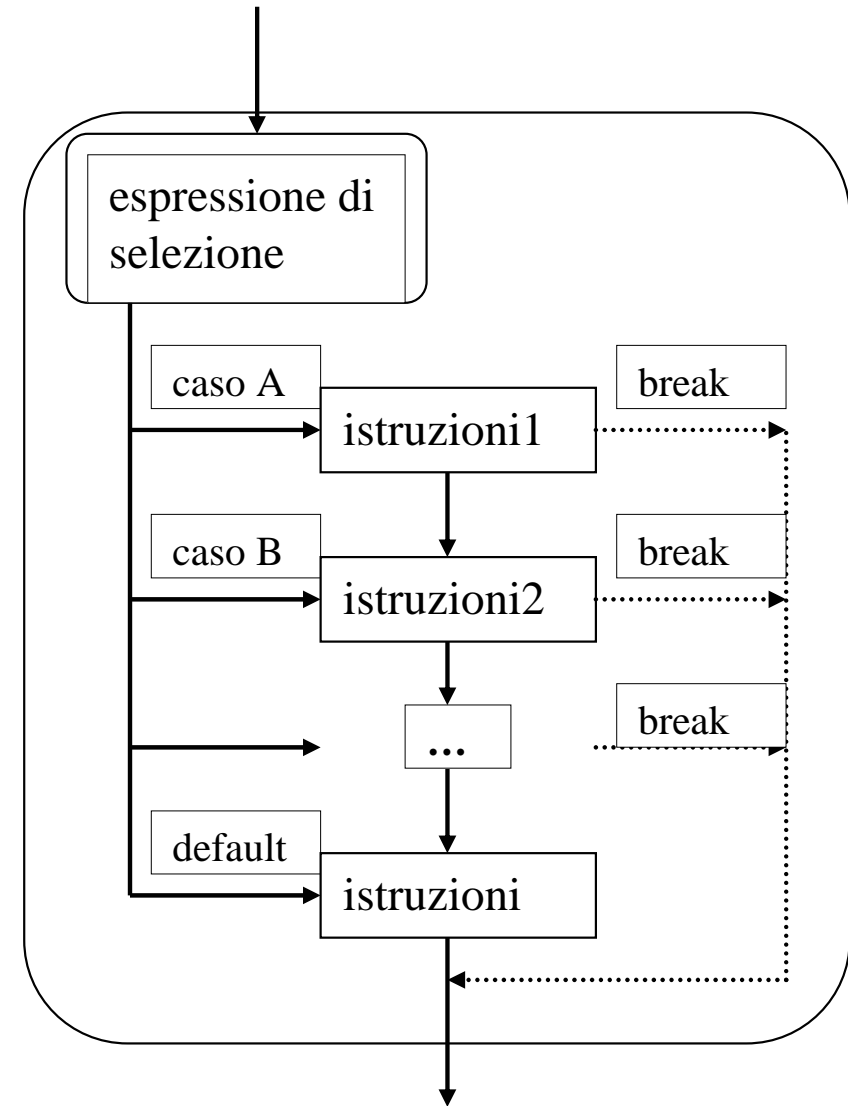 espressione di
selezione
caso A
break
istruzioni1
caso B
break
istruzioni2
break
...
default
istruzioni